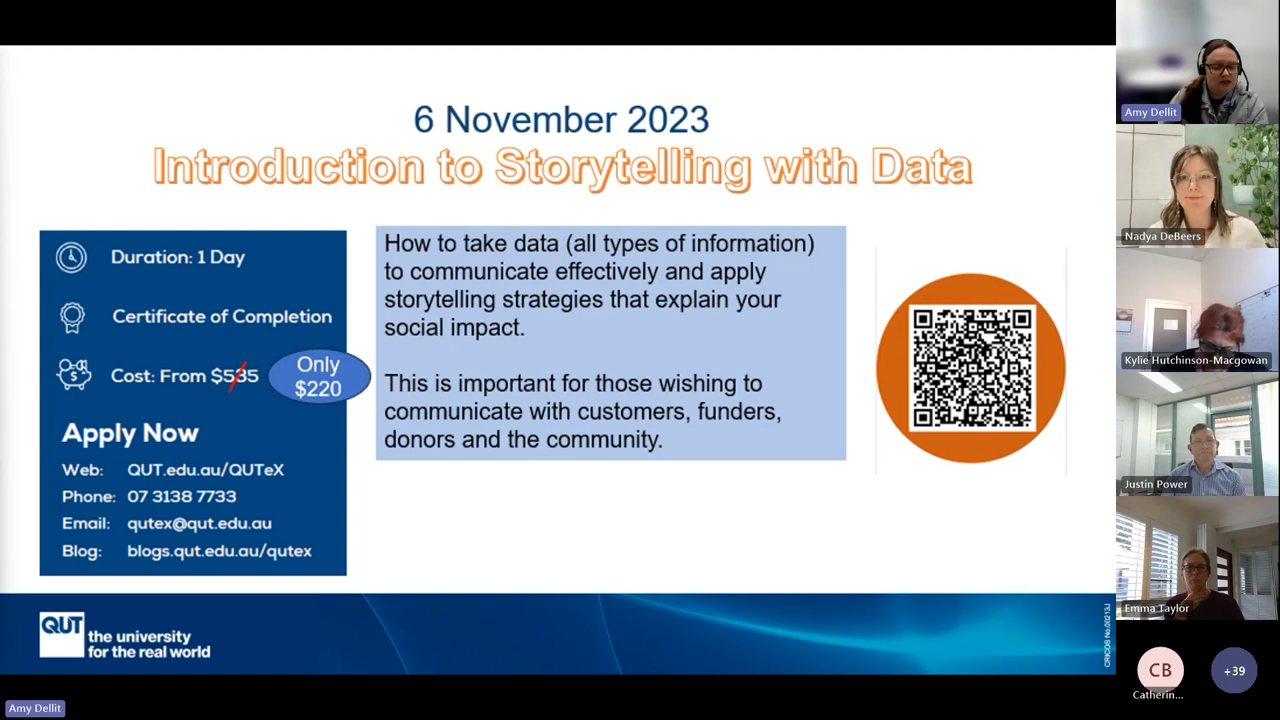 6 November 2023
Introduction to Storytelling with Data
Duration: 1 Day
Certificate of Completion
Cost: From $535
Only
$220
Apply Now
Web: QUT.edu.au/QUTeX
Phone: 07 3138 7733
Email: qutex@qut.edu.au
Blog: blogs.qut.edu.au/qutex
How to take data (all types of information)
to communicate effectively and apply
storytelling strategies that explain your
social impact.
This is important for those wishing to
communicate with customers, funders,
donors and the community.
QUT
the university
for the real world
CRICOS No.00213J
Amy Dellit
Amy Dellit
Nadya DeBeers
Kylie Hutchinson-Macgowan
Justin Power
Emma Taylor
CB
Catherin...
+39